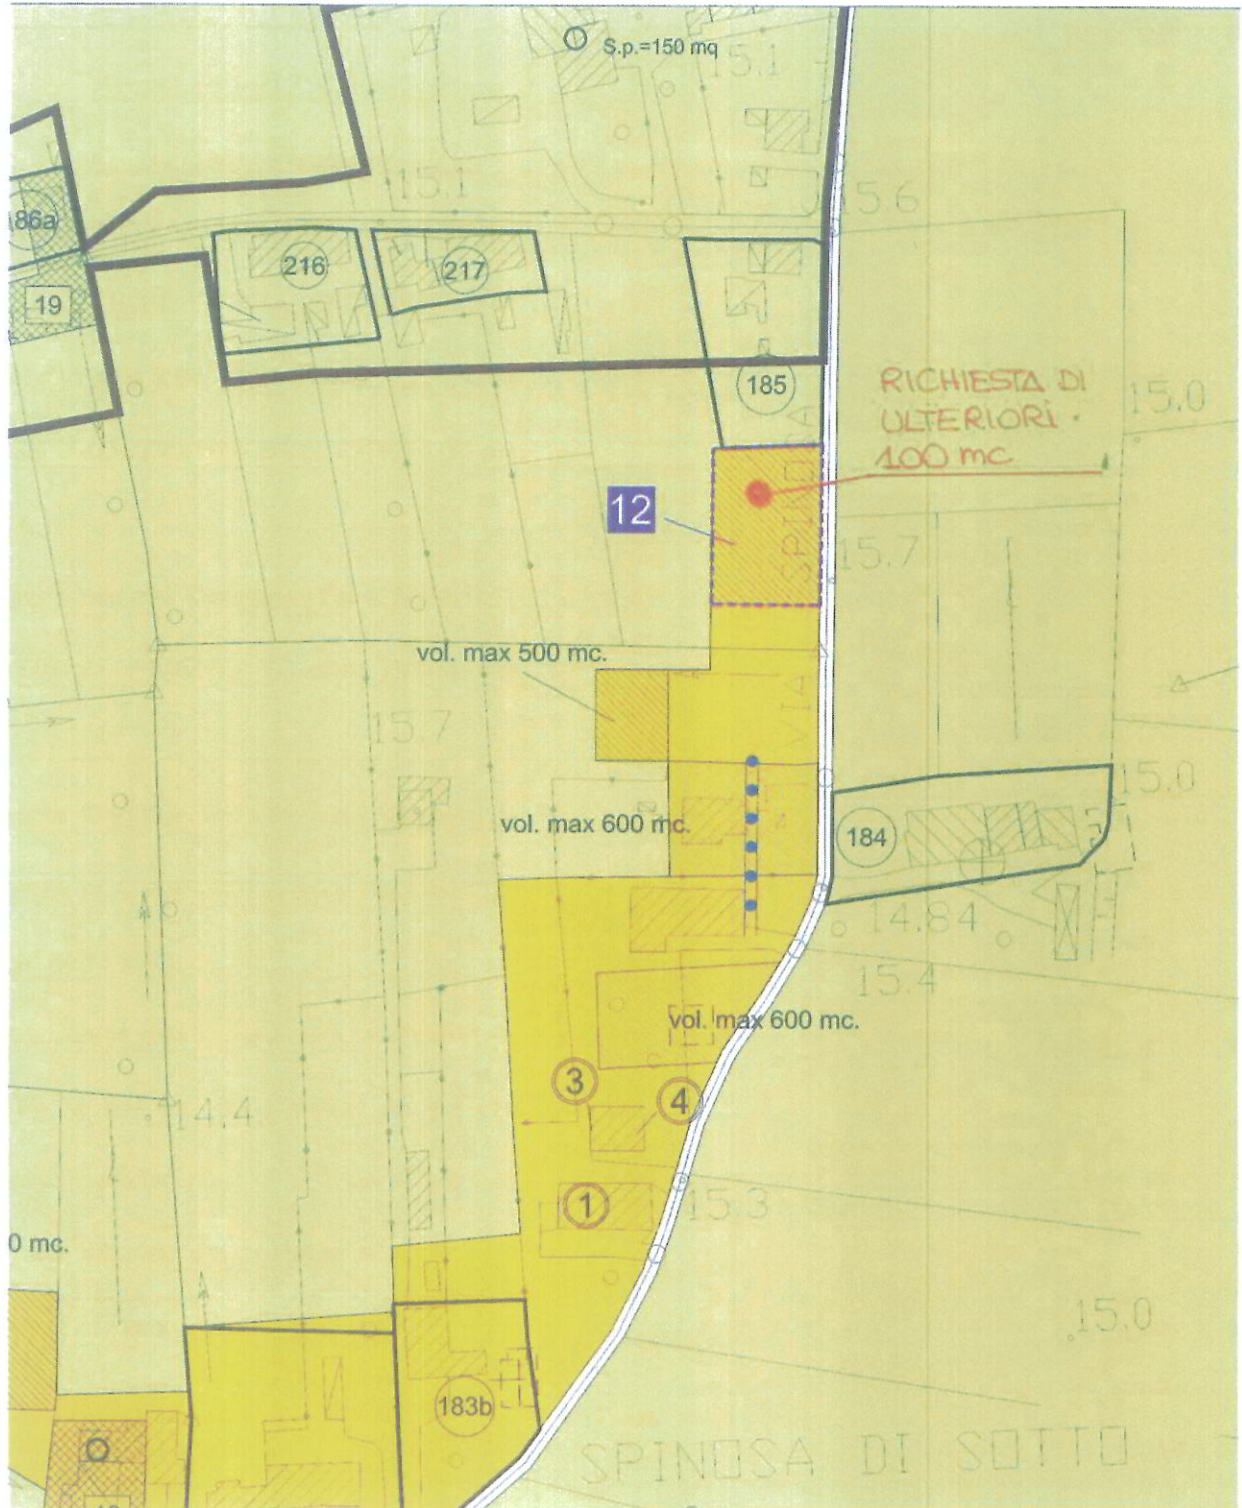 S.p.=150 mq
15.1
15.1
15.6
186a
216
217
19
185
RICHIESTA DI
ULTERIORI
100 mc
15.0
12
15.7
VIA SPINOSA
vol. max 500 mc.
15.7
15.0
vol. max 600 mc.
184
14.84
15.4
vol. max 600 mc.
3
4
14.4
1
15.3
0 mc.
15.0
183b
SPINOSA DI SOTTO